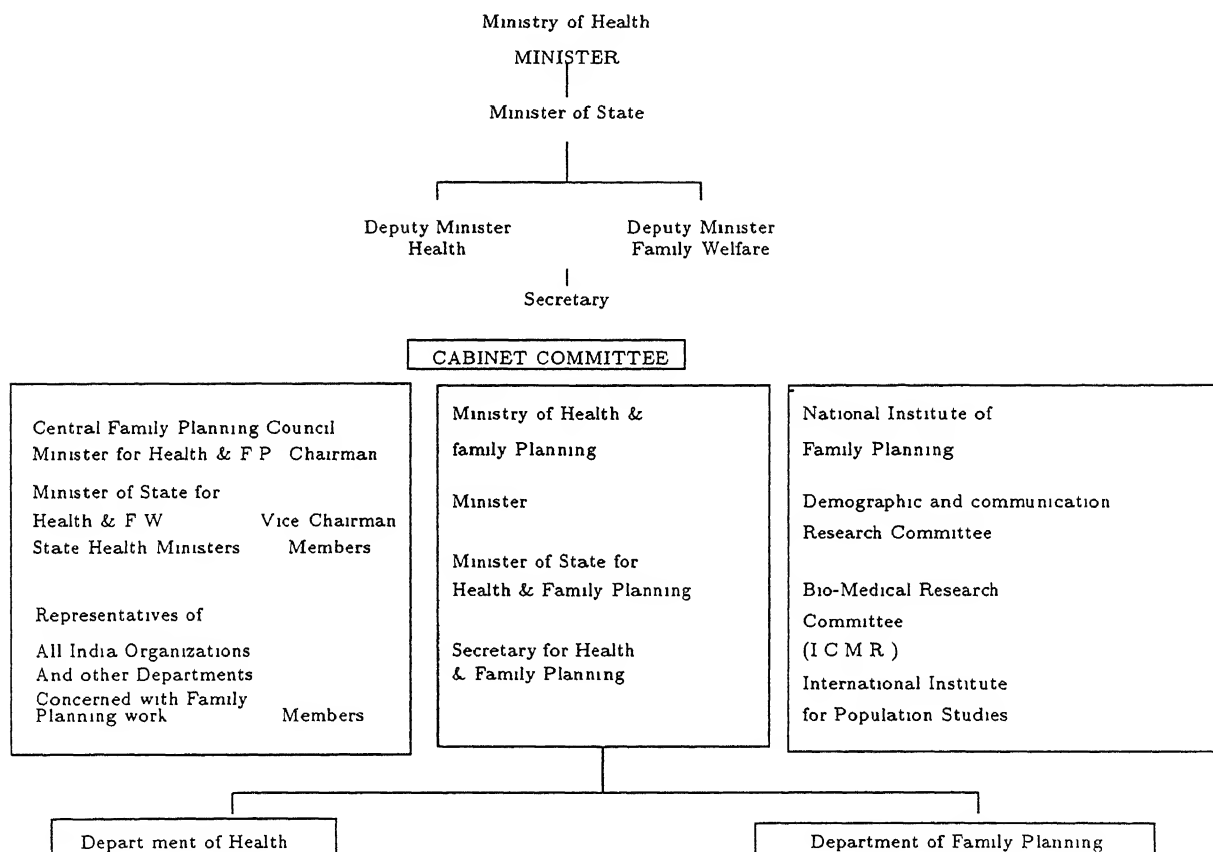 Ministry of Health
MINISTER
Minister of State
Deputy Minister
Health
Deputy Minister
Family Welfare
Secretary
CABINET COMMITTEE
Central Family Planning Council
Minister for Health & F P Chairman
Minister of State for
Health & F W Vice Chairman
State Health Ministers Members
Representatives of
All India Organizations
And other Departments
Concerned with Family
Planning work Members
Ministry of Health &
family Planning
Minister
Minister of State for
Health & Family Planning
Secretary for Health
& Family Planning
National Institute of
Family Planning
Demographic and communication
Research Committee
Bio-Medical Research
Committee
(I C M R )
International Institute
for Population Studies
Depart ment of Health
Department of Family Planning